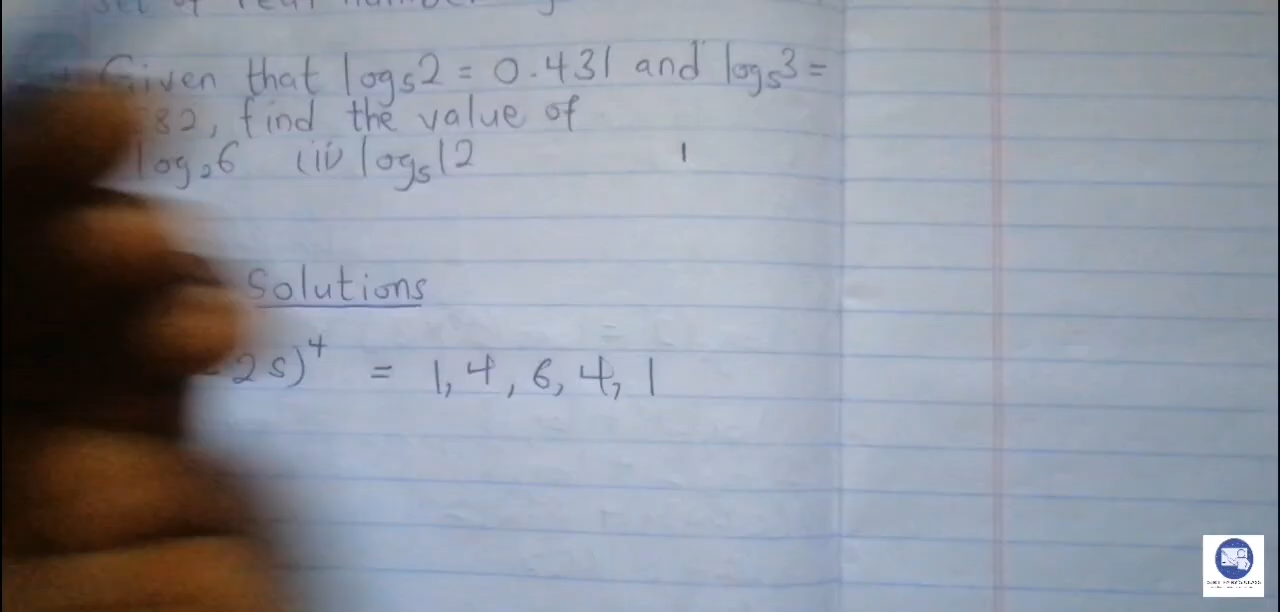 Given that log₅2 = 0.431 and log₅3 =
82, find the value of
log₂6 (ii) log₅12
Solutions
2s)⁴ = 1, 4, 6, 4, 1